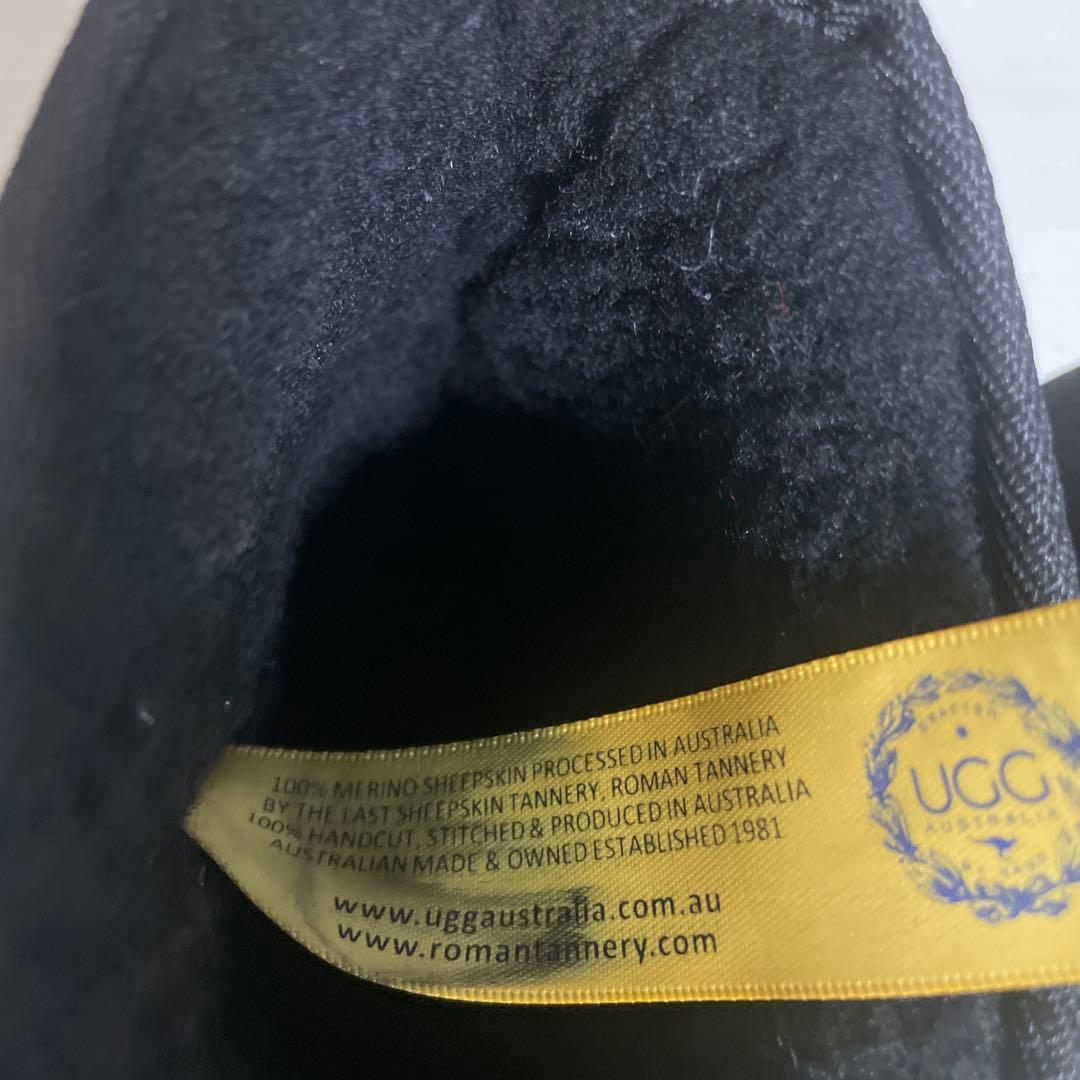 100% MERINO SHEEPSKIN PROCESSED IN AUSTRALIA
BY THE LAST SHEEPSKIN TANNERY, ROMAN TANNERY
100% HANDCUT, STITCHED & PRODUCED IN AUSTRALIA
AUSTRALIAN MADE & OWNED ESTABLISHED 1981
www.uggaustralia.com.au
www.romantannery.com
UGG
AUSTRALIA